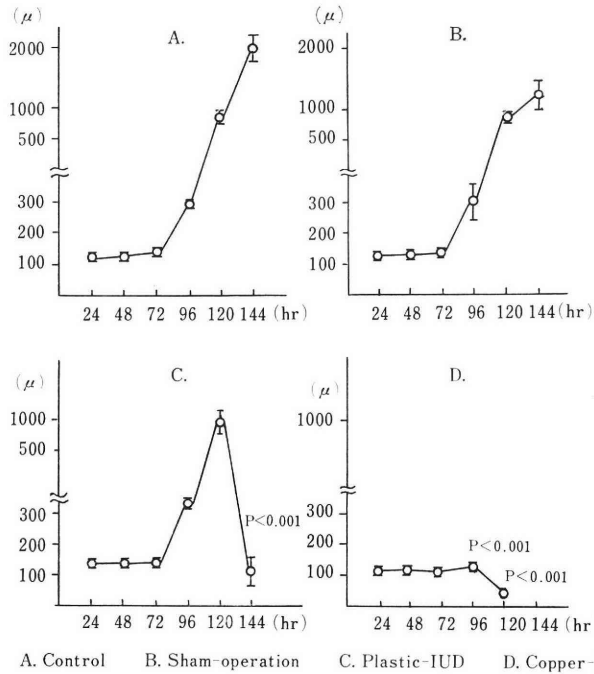 (μ)
A.
2000
1000
500
300
200
100
24 48 72 96 120 144 (hr)
(μ)
B.
2000
1000
500
300
200
100
24 48 72 96 120 144 (hr)
(μ)
C.
1000
500
300
200
100
P<0.001
24 48 72 96 120 144 (hr)
(μ)
D.
1000
300
200
100
P<0.001
P<0.001
24 48 72 96 120 144 (hr
A. Control B. Sham-operation C. Plastic-IUD D. Copper-